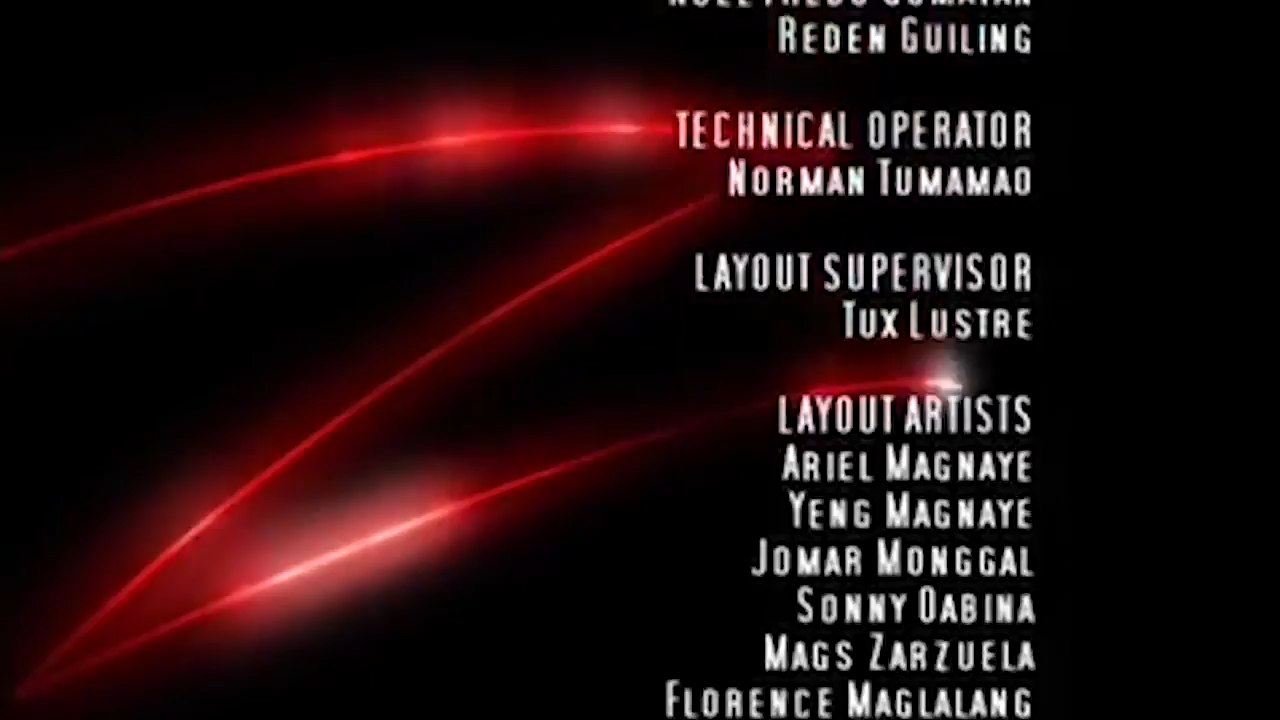 REDEN GUILING
TECHNICAL OPERATOR
NORMAN TUMAMAO
LAYOUT SUPERVISOR
TUX LUSTRE
LAYOUT ARTISTS
ARIEL MAGNAYE
YENG MAGNAYE
JOMAR MONGGAL
SONNY OABINA
MAGS ZARZUELA
FLORENCE MAGLALANG